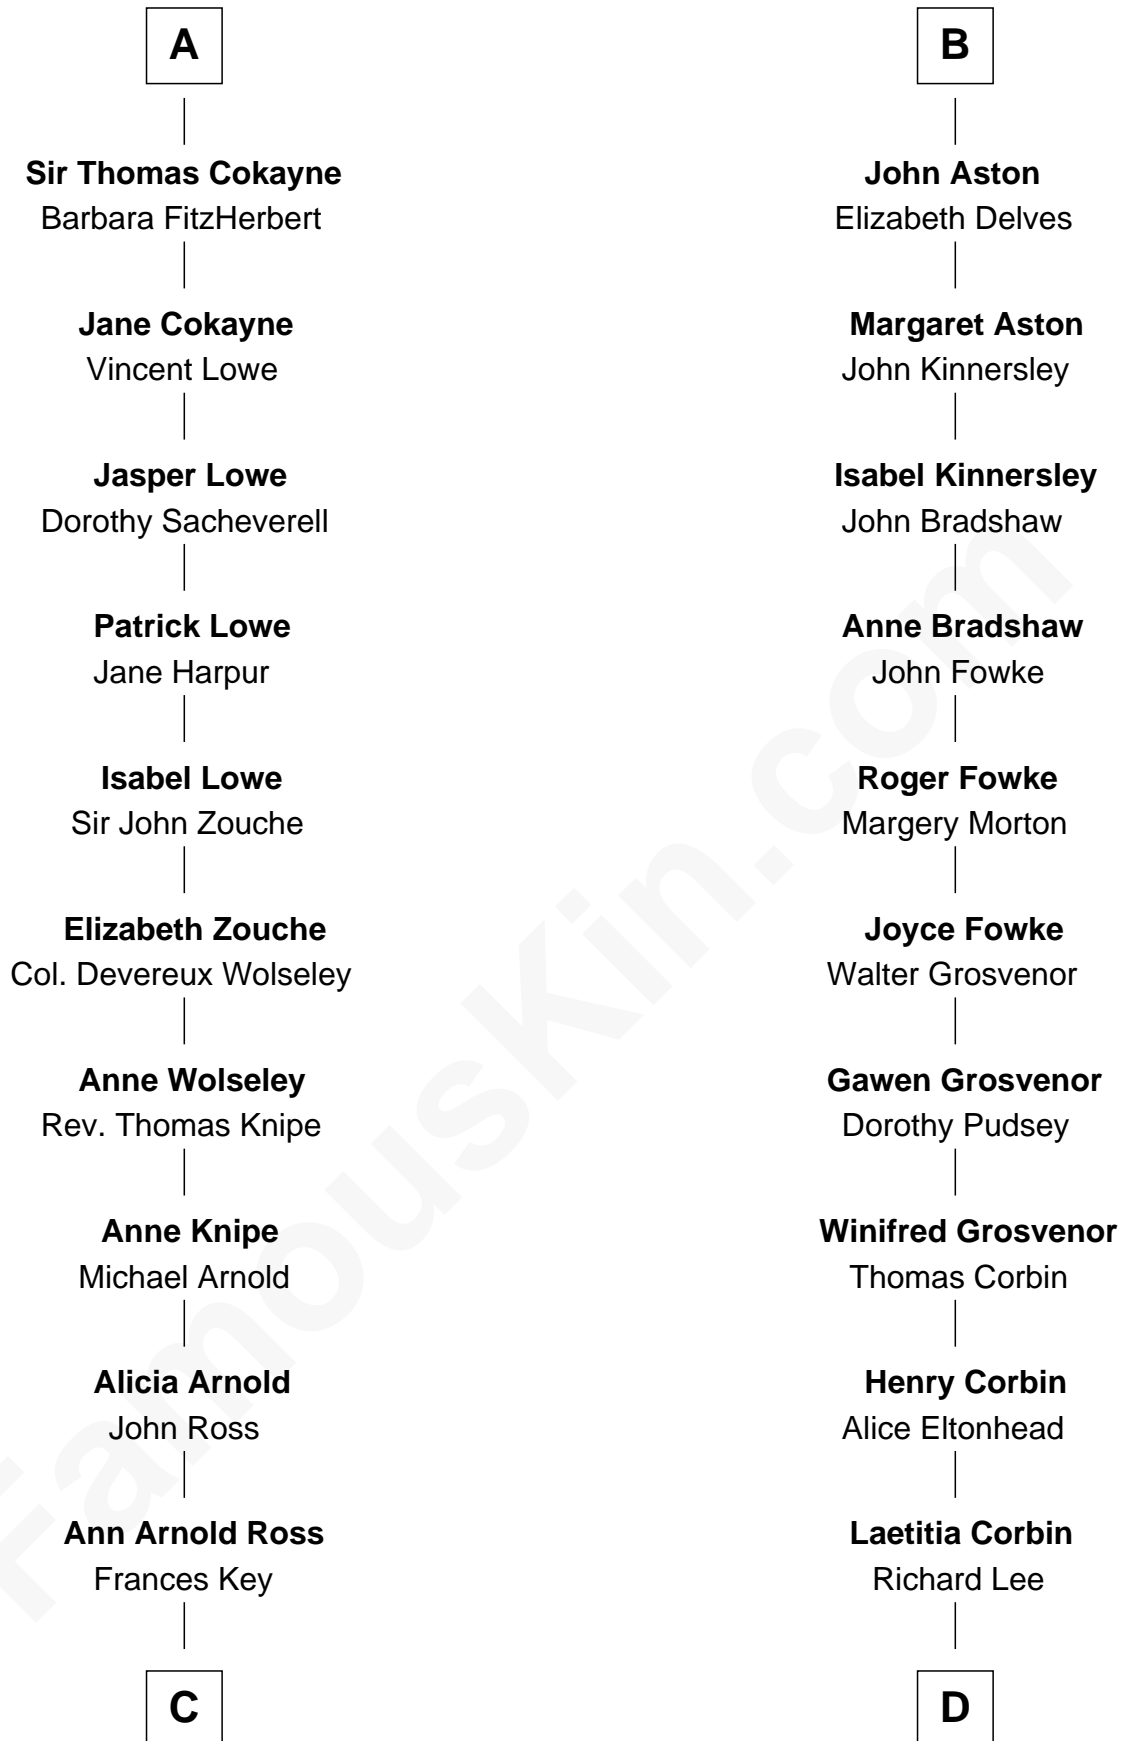 A
Sir Thomas Cokayne
Barbara FitzHerbert
Jane Cokayne
Vincent Lowe
Jasper Lowe
Dorothy Sacheverell
Patrick Lowe
Jane Harpur
Isabel Lowe
Sir John Zouche
Elizabeth Zouche
Col. Devereux Wolseley
Anne Wolseley
Rev. Thomas Knipe
Anne Knipe
Michael Arnold
Alicia Arnold
John Ross
Ann Arnold Ross
Frances Key
C
B
John Aston
Elizabeth Delves
Margaret Aston
John Kinnersley
Isabel Kinnersley
John Bradshaw
Anne Bradshaw
John Fowke
Roger Fowke
Margery Morton
Joyce Fowke
Walter Grosvenor
Gawen Grosvenor
Dorothy Pudsey
Winifred Grosvenor
Thomas Corbin
Henry Corbin
Alice Eltonhead
Laetitia Corbin
Richard Lee
D
FamousKin.com